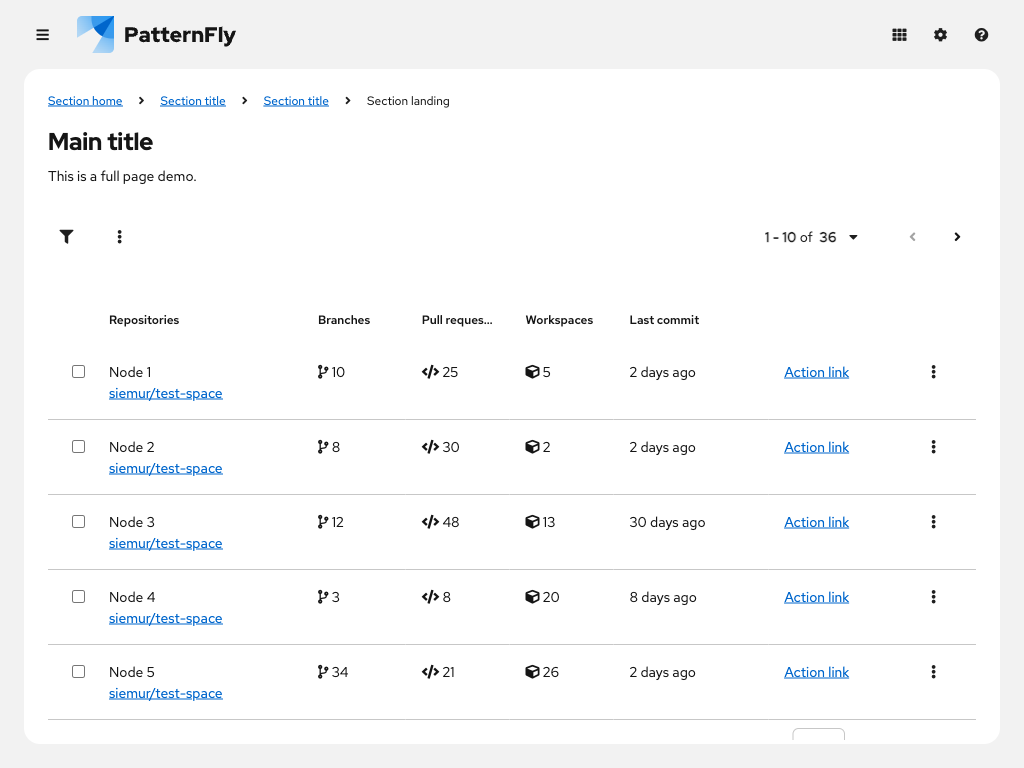 PatternFly
Section home Section title Section title Section landing
Main title
This is a full page demo.
1 - 10 of 36
Repositories Branches Pull reques... Workspaces Last commit
Node 1 10 25 5 2 days ago Action link
siemur/test-space
Node 2 8 30 2 2 days ago Action link
siemur/test-space
Node 3 12 48 13 30 days ago Action link
siemur/test-space
Node 4 3 8 20 8 days ago Action link
siemur/test-space
Node 5 34 21 26 2 days ago Action link
siemur/test-space